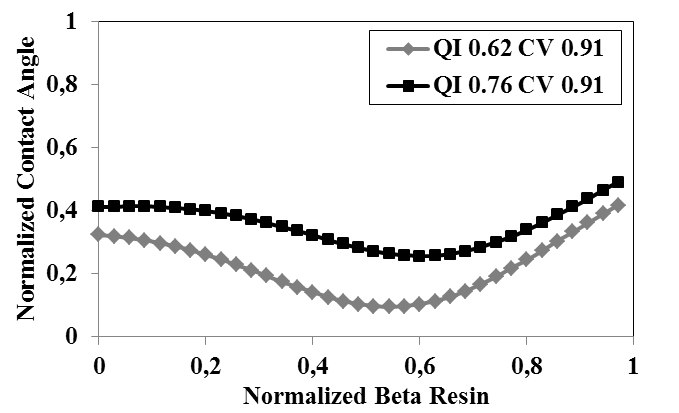 1
QI 0.62 CV 0.91
QI 0.76 CV 0.91
0,8
0,6
0,4
0,2
0
Normalized Contact Angle
0 0,2 0,4 0,6 0,8 1
Normalized Beta Resin